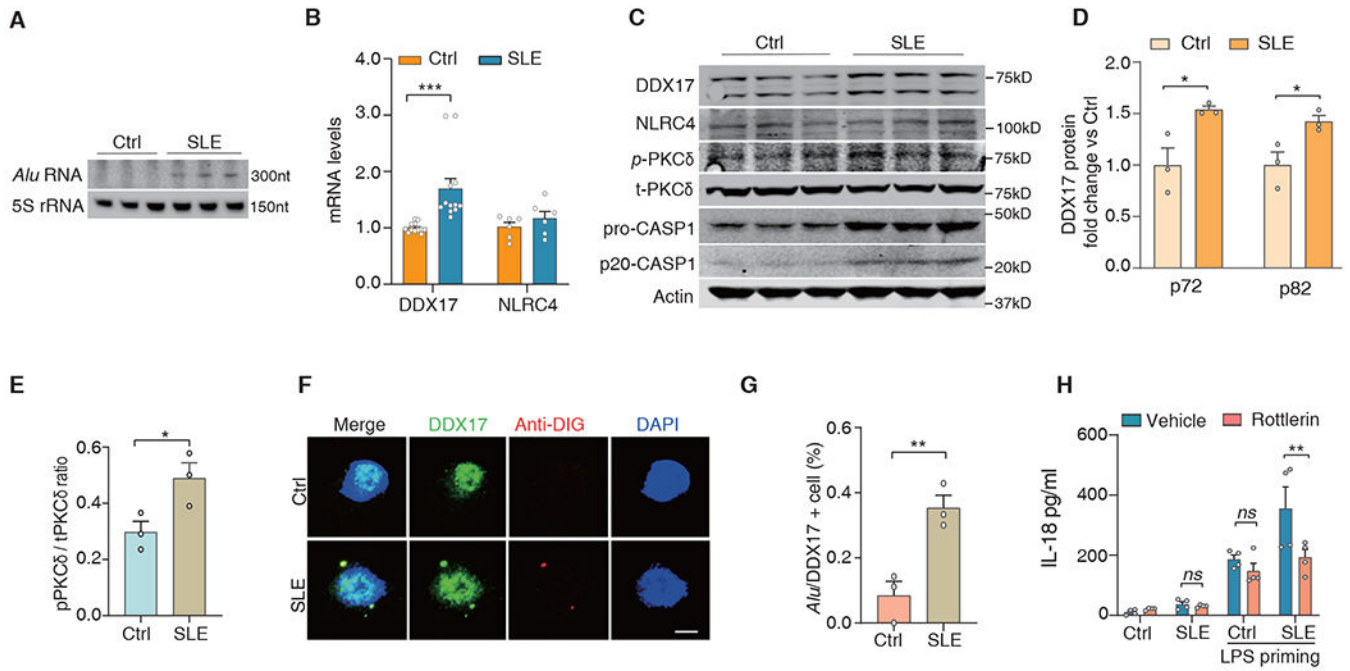 A
Ctrl SLE
Alu RNA
300nt
5S rRNA
150nt
B
Ctrl SLE
mRNA levels
4.0
3.0
2.0
1.0
0.0
***
DDX17 NLRC4
C
Ctrl SLE
DDX17
75kD
NLRC4
100kD
p-PKCδ
75kD
t-PKCδ
75kD
pro-CASP1
50kD
p20-CASP1
20kD
Actin
37kD
D
Ctrl SLE
DDX17 protein
fold change vs Ctrl
2.0
1.5
1.0
0.5
0.0
*
*
p72 p82
E
pPKCδ / tPKCδ ratio
0.6
0.4
0.2
0.0
*
Ctrl SLE
F
Merge DDX17 Anti-DIG DAPI
Ctrl
SLE
G
Alu/DDX17 + cell (%)
0.6
0.4
0.2
0.0
**
Ctrl SLE
H
Vehicle Rottlerin
IL-18 pg/ml
600
400
200
0
ns
ns
**
Ctrl SLE Ctrl SLE
LPS priming